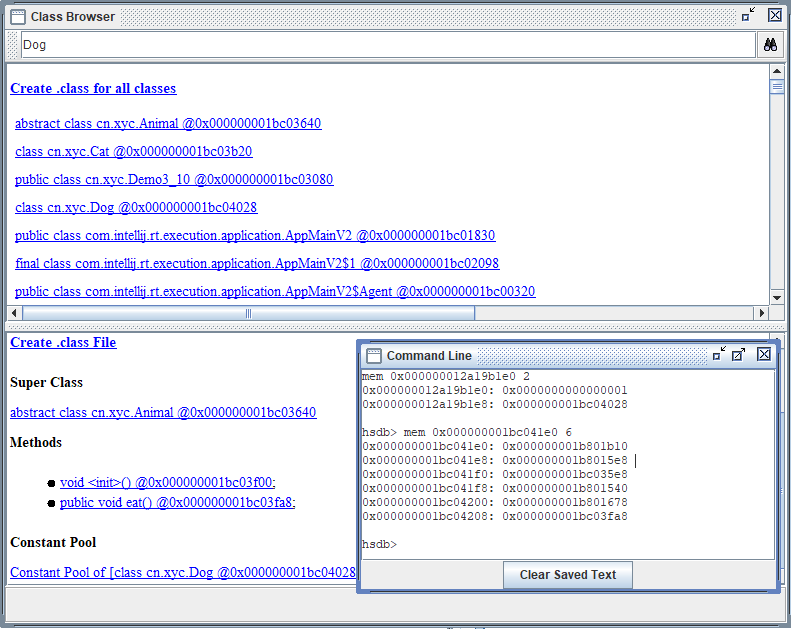 Class Browser
Dog
Create .class for all classes
abstract class cn.xyc.Animal @0x000000001bc03640
class cn.xyc.Cat @0x000000001bc03b20
public class cn.xyc.Demo3_10 @0x000000001bc03080
class cn.xyc.Dog @0x000000001bc04028
public class com.intellij.rt.execution.application.AppMainV2 @0x000000001bc01830
final class com.intellij.rt.execution.application.AppMainV2$1 @0x000000001bc02098
public class com.intellij.rt.execution.application.AppMainV2$Agent @0x000000001bc00320
Create .class File
Super Class
abstract class cn.xyc.Animal @0x000000001bc03640
Methods
void <init>() @0x000000001bc03f00;
public void eat() @0x000000001bc03fa8;
Constant Pool
Constant Pool of [class cn.xyc.Dog @0x000000001bc04028
Command Line
mem 0x000000012a19b1e0 2
0x000000012a19b1e0: 0x0000000000000001
0x000000012a19b1e8: 0x000000001bc04028
hsdb> mem 0x000000001bc041e0 6
0x000000001bc041e0: 0x000000001b801b10
0x000000001bc041e8: 0x000000001b8015e8
0x000000001bc041f0: 0x000000001bc035e8
0x000000001bc041f8: 0x000000001b801540
0x000000001bc04200: 0x000000001b801678
0x000000001bc04208: 0x000000001bc03fa8
hsdb>
Clear Saved Text